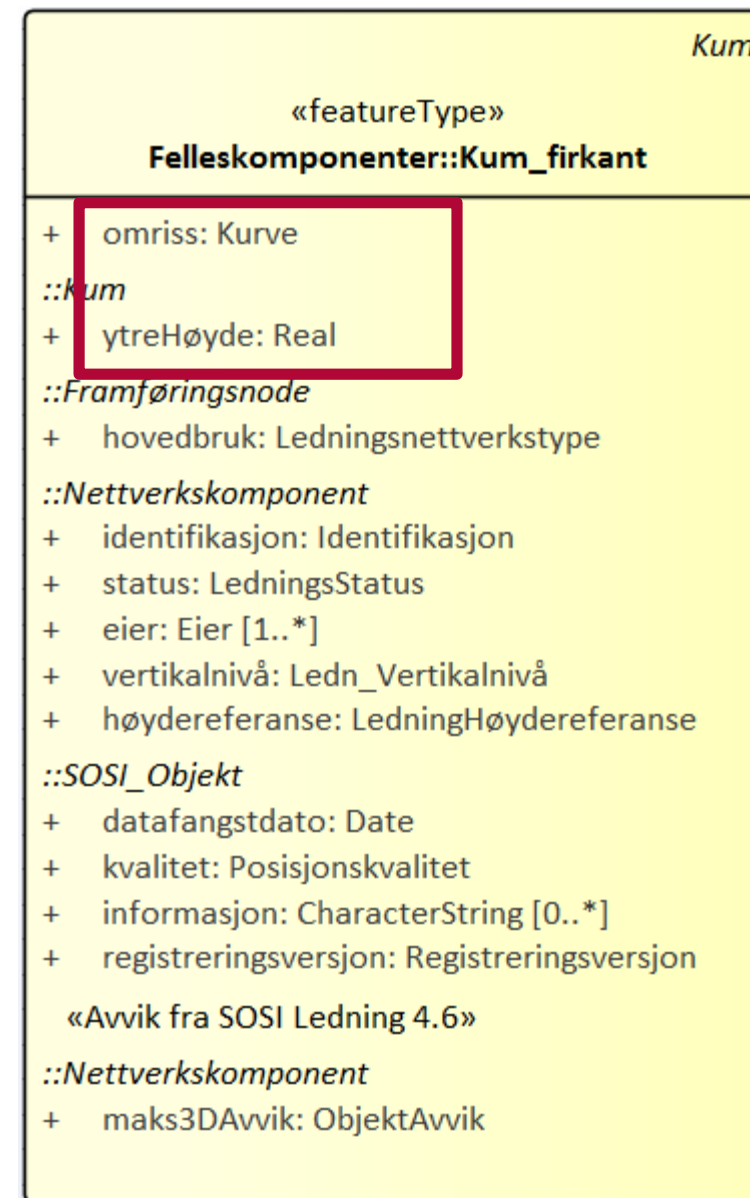 Kum
«featureType»
Felleskomponenter::Kum_firkant
+ omriss: Kurve
::Kum
+ ytreHøyde: Real
::Framføringsnode
+ hovedbruk: Ledningsnettverkstype
::Nettverkskomponent
+ identifikasjon: Identifikasjon
+ status: LedningsStatus
+ eier: Eier [1..*]
+ vertikalnivå: Ledn_Vertikalnivå
+ høydereferanse: LedningHøydereferanse
::SOSI_Objekt
+ datafangstdato: Date
+ kvalitet: Posisjonskvalitet
+ informasjon: CharacterString [0..*]
+ registreringsversjon: Registreringsversjon
«Avvik fra SOSI Ledning 4.6»
::Nettverkskomponent
+ maks3DAvvik: ObjektAvvik